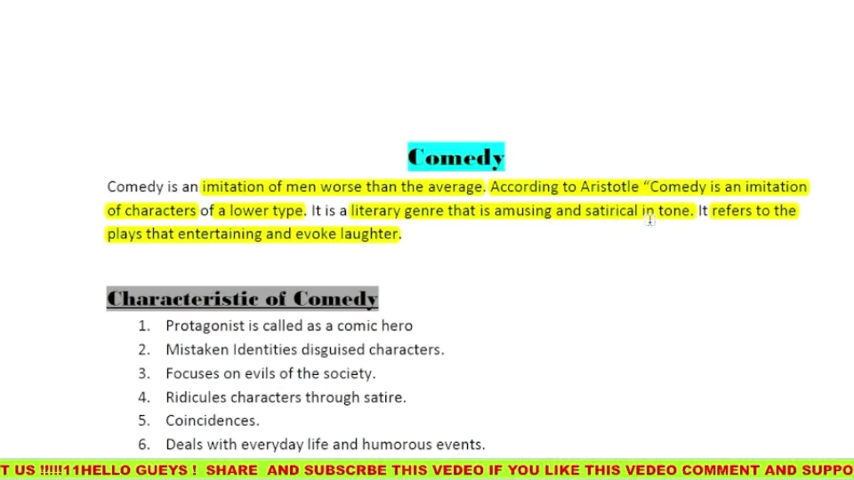 Comedy
Comedy is an imitation of men worse than the average. According to Aristotle “Comedy is an imitation
of characters of a lower type. It is a literary genre that is amusing and satirical in tone. It refers to the
plays that entertaining and evoke laughter.
Characteristic of Comedy
1. Protagonist is called as a comic hero
2. Mistaken Identities disguised characters.
3. Focuses on evils of the society.
4. Ridicules characters through satire.
5. Coincidences.
6. Deals with everyday life and humorous events.
T US !!!!!11HELLO GUEYS ! SHARE AND SUBSCRBE THIS VEDEO IF YOU LIKE THIS VEDEO COMMENT AND SUPPO